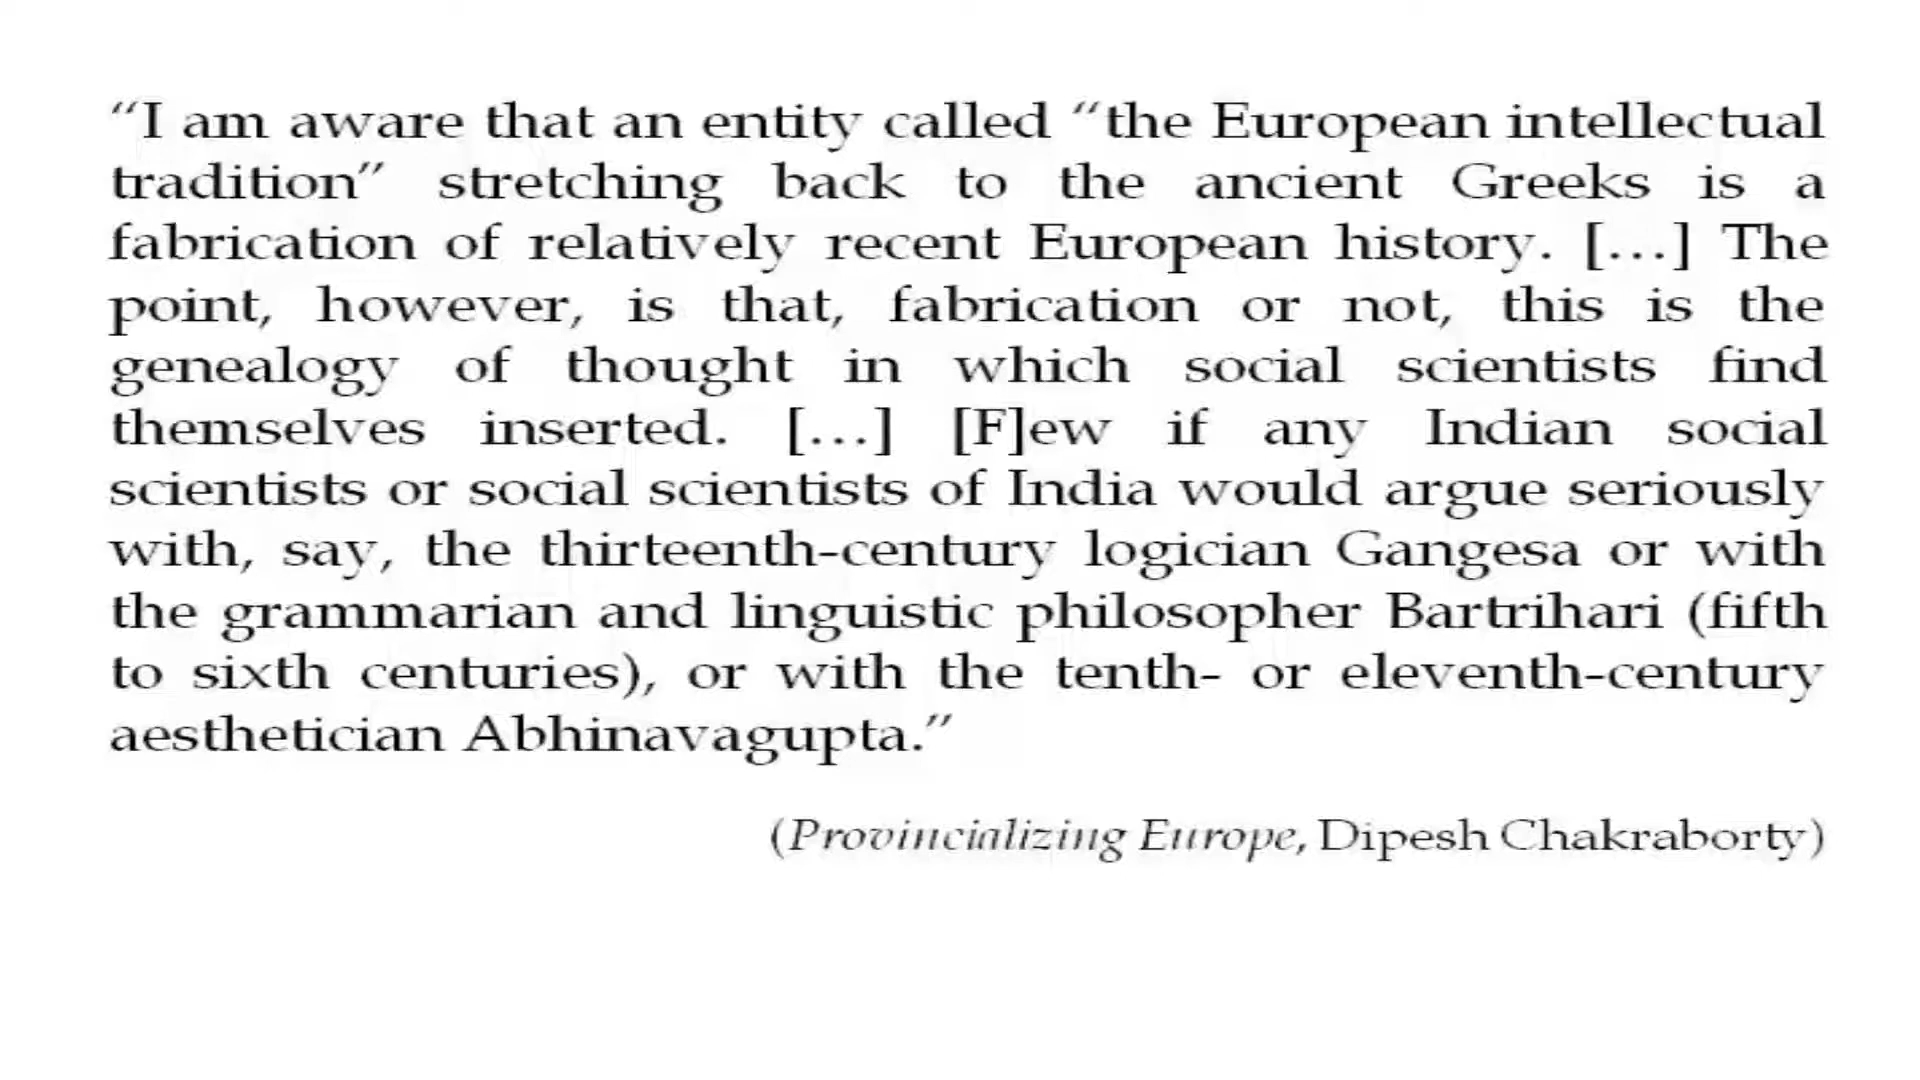 “I am aware that an entity called “the European intellectual
tradition” stretching back to the ancient Greeks is a
fabrication of relatively recent European history. […] The
point, however, is that, fabrication or not, this is the
genealogy of thought in which social scientists find
themselves inserted. […] [F]ew if any Indian social
scientists or social scientists of India would argue seriously
with, say, the thirteenth-century logician Gangesa or with
the grammarian and linguistic philosopher Bartrihari (fifth
to sixth centuries), or with the tenth- or eleventh-century
aesthetician Abhinavagupta.”
(Provincializing Europe, Dipesh Chakraborty)